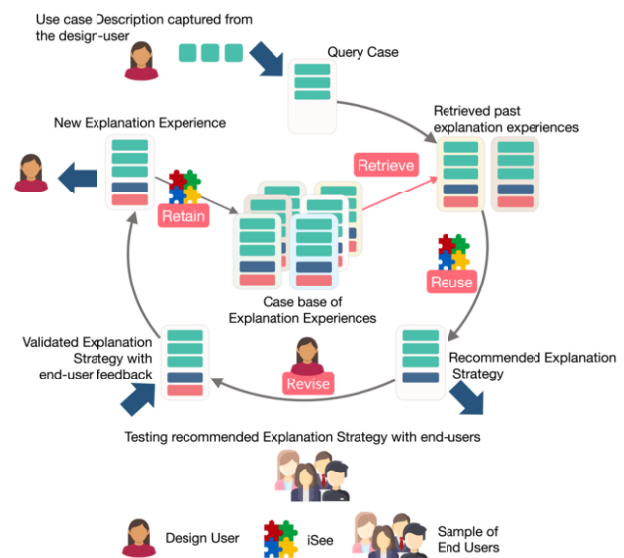 Use case Description captured from
the design-user
Query Case
New Explanation Experience
Retrieved past
explanation experiences
Retrieve
Retain
Reuse
Case base of
Explanation Experiences
Validated Explanation
Strategy with
end-user feedback
Revise
Recommended Explanation
Strategy
Testing recommended Explanation Strategy with end-users
Design User
iSee
Sample of
End Users